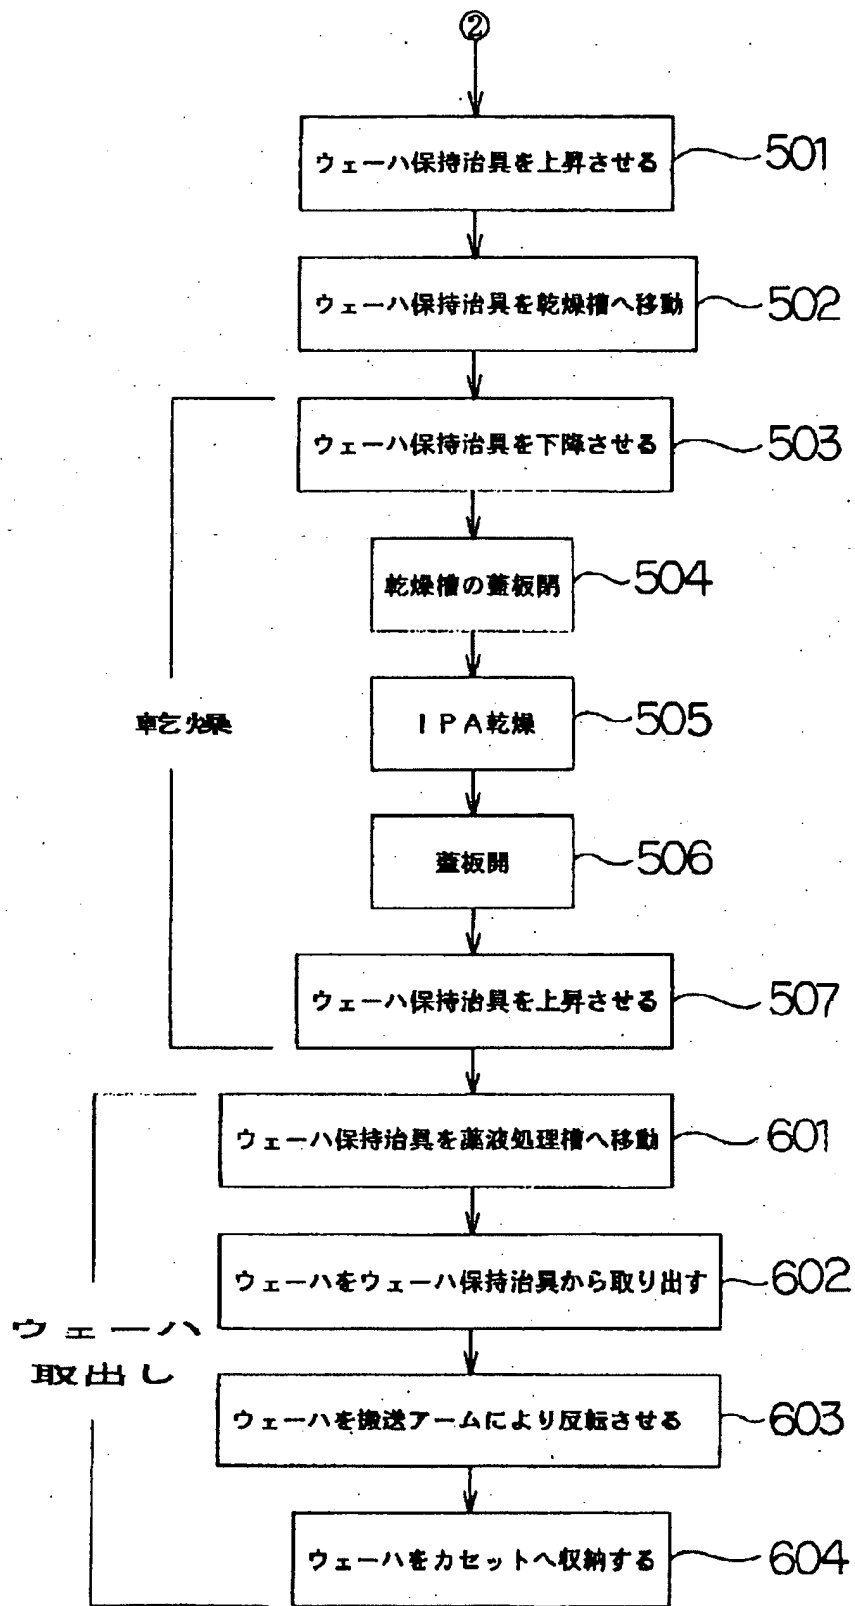 ②
ウェーハ保持治具を上昇させる
501
ウェーハ保持治具を乾燥槽へ移動
502
ウェーハ保持治具を下降させる
503
乾燥槽の蓋板閉
504
乾燥
IPA乾燥
505
蓋板開
506
ウェーハ保持治具を上昇させる
507
ウェーハ保持治具を薬液処理槽へ移動
601
ウェーハをウェーハ保持治具から取り出す
602
ウェーハ
取出し
ウェーハを搬送アームにより反転させる
603
ウェーハをカセットへ収納する
604